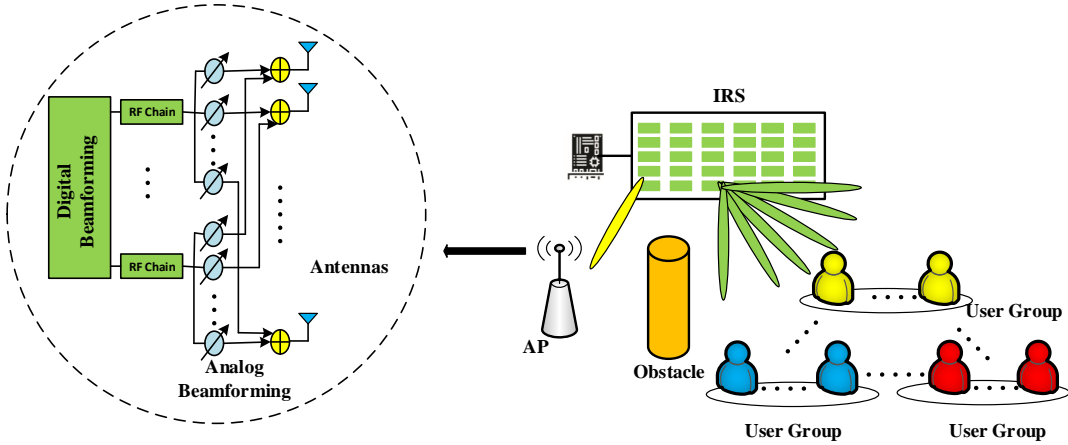 Digital
Beamforming
RF Chain
RF Chain
Antennas
Analog
Beamforming
IRS
AP
Obstacle
User Group
User Group
User Group